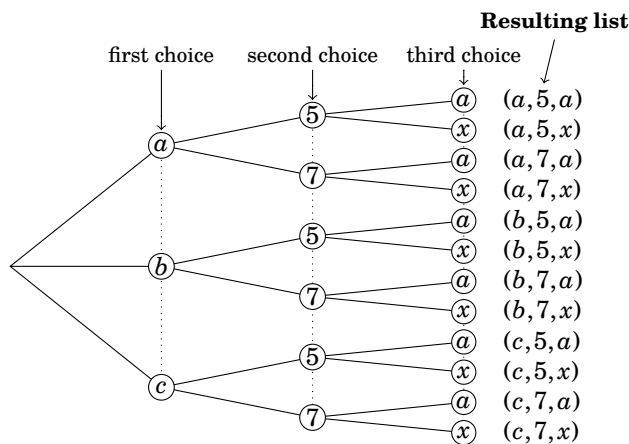 Resulting list
first choice second choice third choice
a (a,5,a)
5
x (a,5,x)
a
a (a,7,a)
7
x (a,7,x)
a (b,5,a)
5
x (b,5,x)
b
a (b,7,a)
7
x (b,7,x)
a (c,5,a)
5
x (c,5,x)
c
a (c,7,a)
7
x (c,7,x)